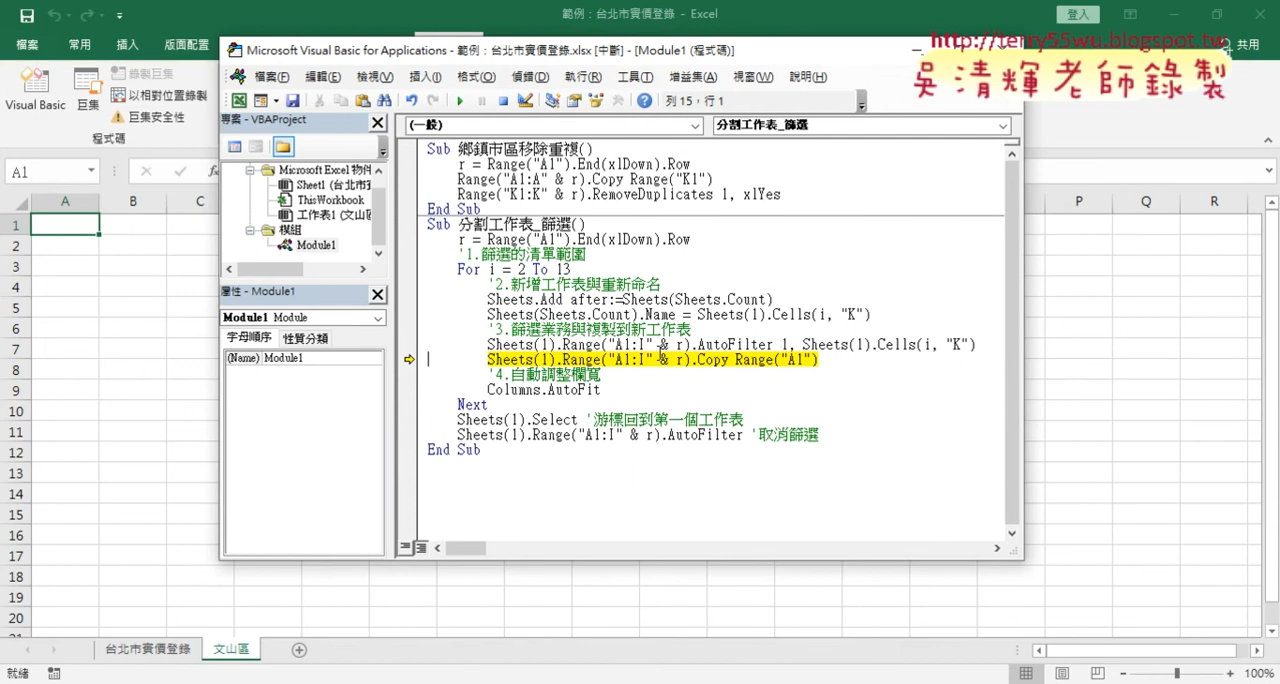 範例：台北市實價登錄 - Excel
登入
檔案 常用 插入 版面配置
共用
http://terry55wu.blogspot.tw
吳清輝老師錄製
Visual Basic
巨集
錄製巨集
以相對位置錄製
巨集安全性
程式碼
A1
Microsoft Visual Basic for Applications - 範例：台北市實價登錄.xlsx [中斷] - [Module1 (程式碼)]
檔案(F) 編輯(E) 檢視(V) 插入(I) 格式(O) 偵錯(D) 執行(R) 工具(T) 增益集(A) 視窗(W) 說明(H)
列 15，行 1
專案 - VBAProject
Microsoft Excel 物件
Sheet1 (台北市
ThisWorkbook
工作表1 (文山
模組
Module1
屬性 - Module1
Module1 Module
字母順序 性質分類
(Name) Module1
(一般)
分割工作表_篩選
Sub 鄉鎮市區移除重複()
r = Range("A1").End(xlDown).Row
Range("A1:A" & r).Copy Range("K1")
Range("K1:K" & r).RemoveDuplicates 1, xlYes
End Sub
Sub 分割工作表_篩選()
r = Range("A1").End(xlDown).Row
'1.篩選的清單範圍
For i = 2 To 13
'2.新增工作表與重新命名
Sheets.Add after:=Sheets(Sheets.Count)
Sheets(Sheets.Count).Name = Sheets(1).Cells(i, "K")
'3.篩選業務與複製到新工作表
Sheets(1).Range("A1:I" & r).AutoFilter 1, Sheets(1).Cells(i, "K")
Sheets(1).Range("A1:I" & r).Copy Range("A1")
'4.自動調整欄寬
Columns.AutoFit
Next
Sheets(1).Select '游標回到第一個工作表
Sheets(1).Range("A1:I" & r).AutoFilter '取消篩選
End Sub
A B C P Q R
1
2
3
4
5
6
7
8
9
10
11
12
13
14
15
16
17
18
19
20
台北市實價登錄 文山區
就緒
100%